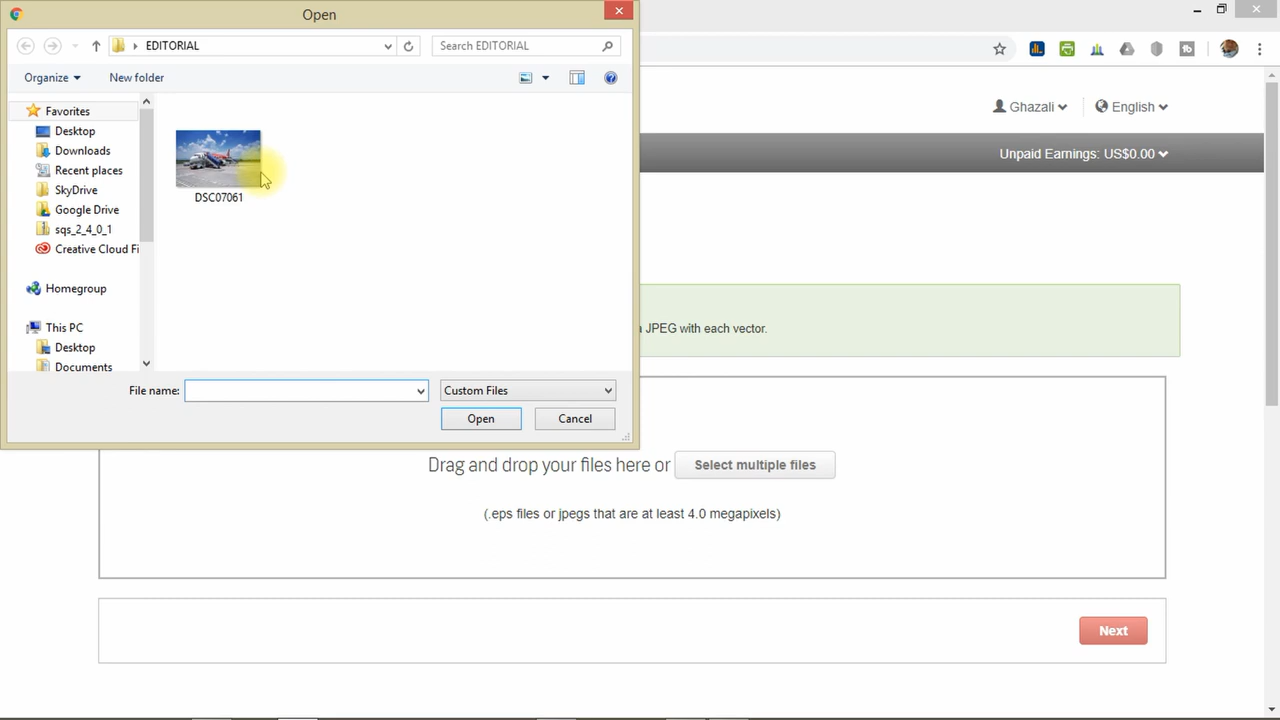 Open
EDITORIAL
Search EDITORIAL
Organize
New folder
Favorites
Desktop
Downloads
Recent places
SkyDrive
Google Drive
sqs_2_4_0_1
Creative Cloud Fi
Homegroup
This PC
Desktop
Documents
DSC07061
File name:
Custom Files
Open
Cancel
Ghazali
English
Unpaid Earnings: US$0.00
JPEG with each vector.
Drag and drop your files here or
Select multiple files
(.eps files or jpegs that are at least 4.0 megapixels)
Next